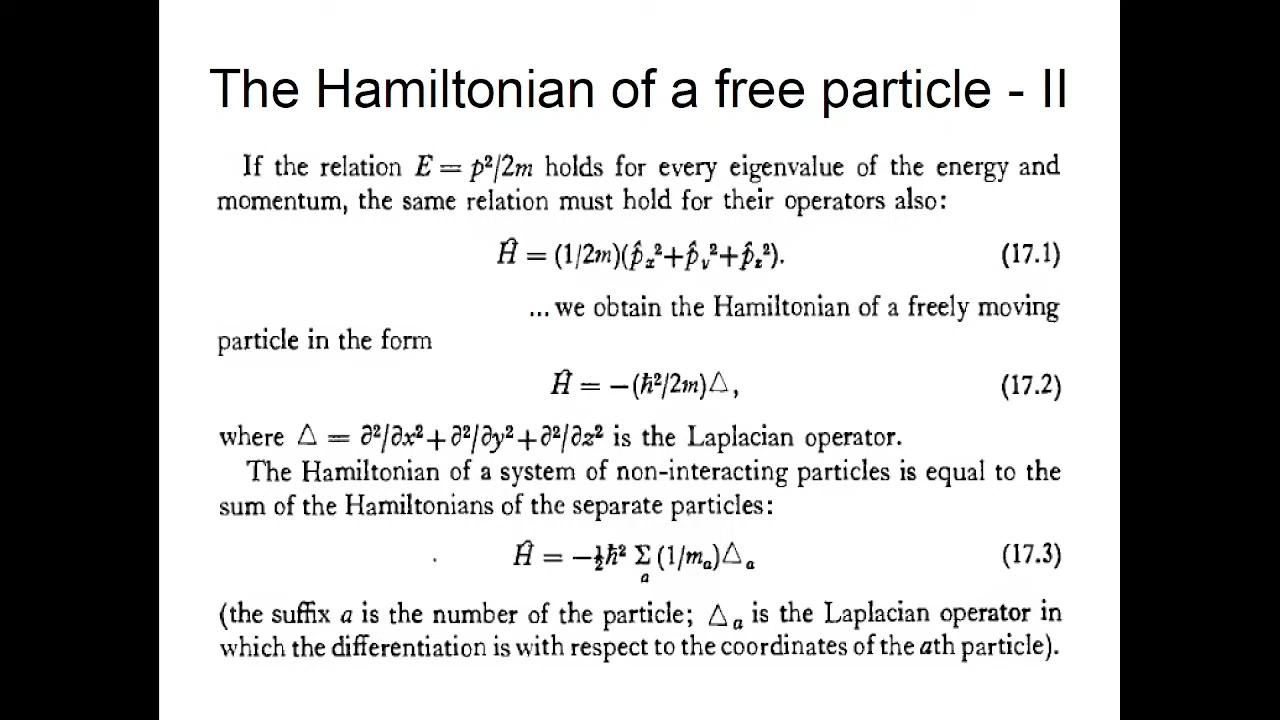 The Hamiltonian of a free particle - II
If the relation E = p²/2m holds for every eigenvalue of the energy and
momentum, the same relation must hold for their operators also:
Ĥ = (1/2m)(p̂ₓ²+p̂ᵧ²+p̂_z²). (17.1)
...we obtain the Hamiltonian of a freely moving
particle in the form
Ĥ = −(ℏ²/2m)△, (17.2)
where △ = ∂²/∂x²+∂²/∂y²+∂²/∂z² is the Laplacian operator.
The Hamiltonian of a system of non-interacting particles is equal to the
sum of the Hamiltonians of the separate particles:
Ĥ = −½ℏ² Σ (1/mₐ)△ₐ (17.3)
a
(the suffix a is the number of the particle; △ₐ is the Laplacian operator in
which the differentiation is with respect to the coordinates of the ath particle).